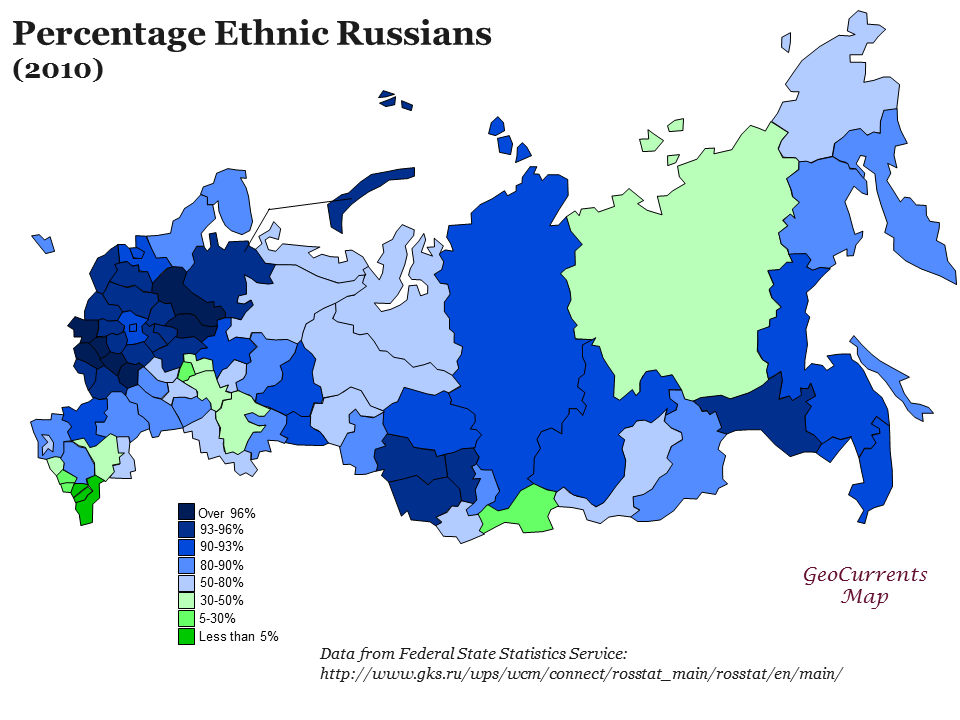 Percentage Ethnic Russians
(2010)
Over 96%
93-96%
90-93%
80-90%
50-80%
30-50%
5-30%
Less than 5%
GeoCurrents
Map
Data from Federal State Statistics Service:
http://www.gks.ru/wps/wcm/connect/rosstat_main/rosstat/en/main/